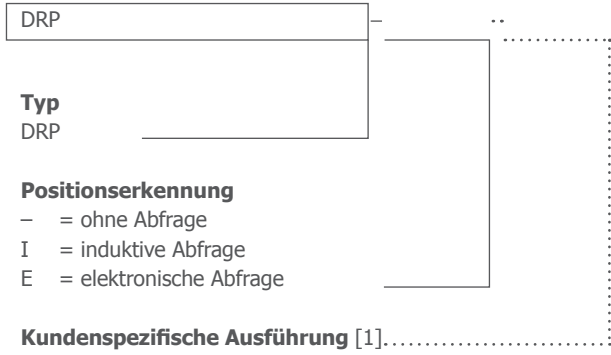 DRP –
Typ
DRP
Positionserkennung
– = ohne Abfrage
I = induktive Abfrage
E = elektronische Abfrage
Kundenspezifische Ausführung [1]